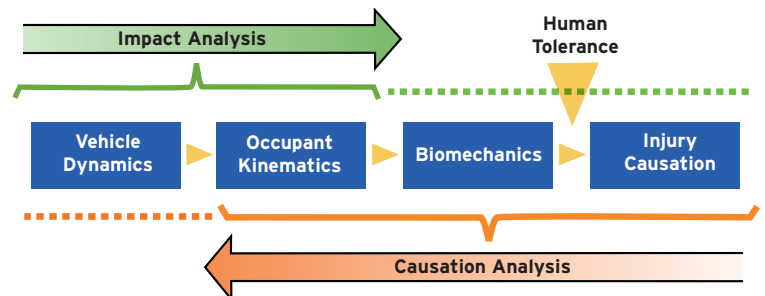 Impact Analysis
Human
Tolerance
Vehicle
Dynamics
Occupant
Kinematics
Biomechanics
Injury
Causation
Causation Analysis